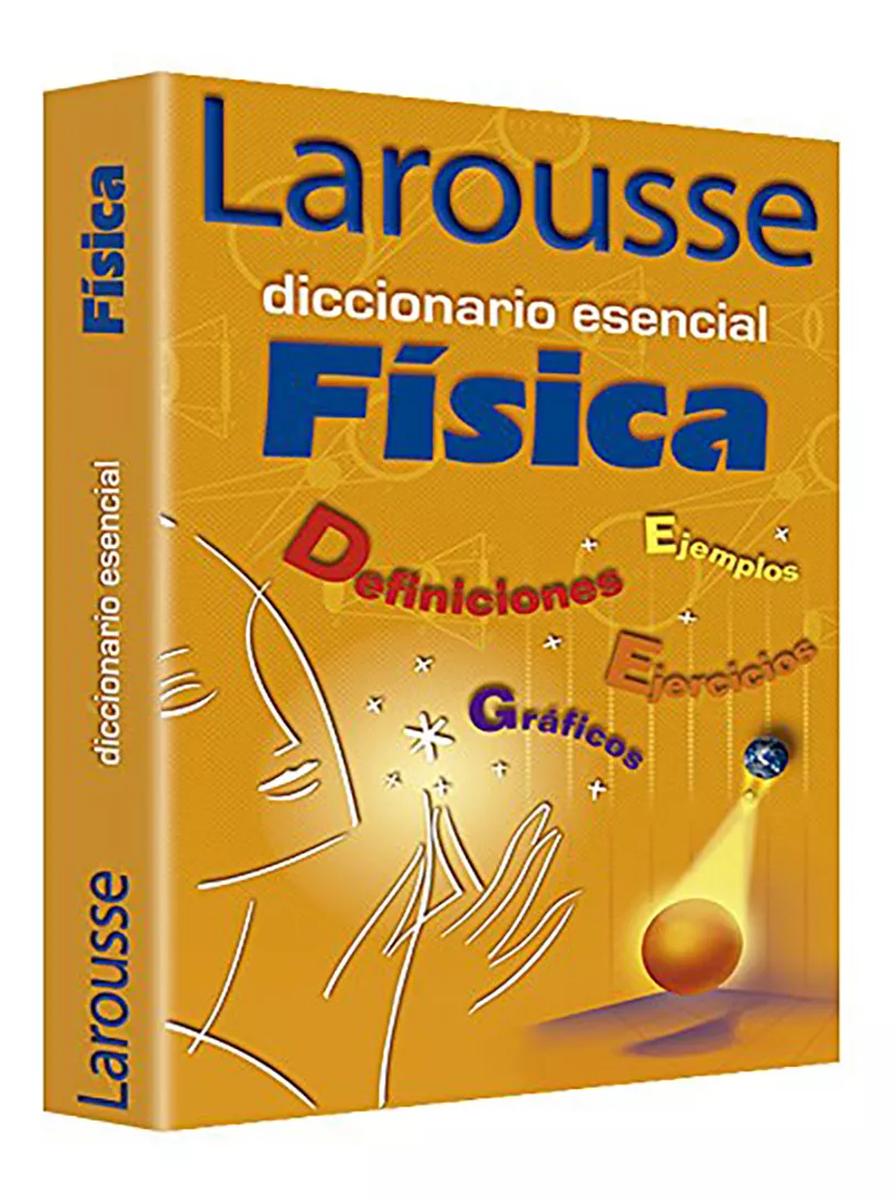 Larousse
diccionario esencial
Física
Definiciones
Ejemplos
Ejercicios
Gráficos
Larousse
diccionario esencial
Física